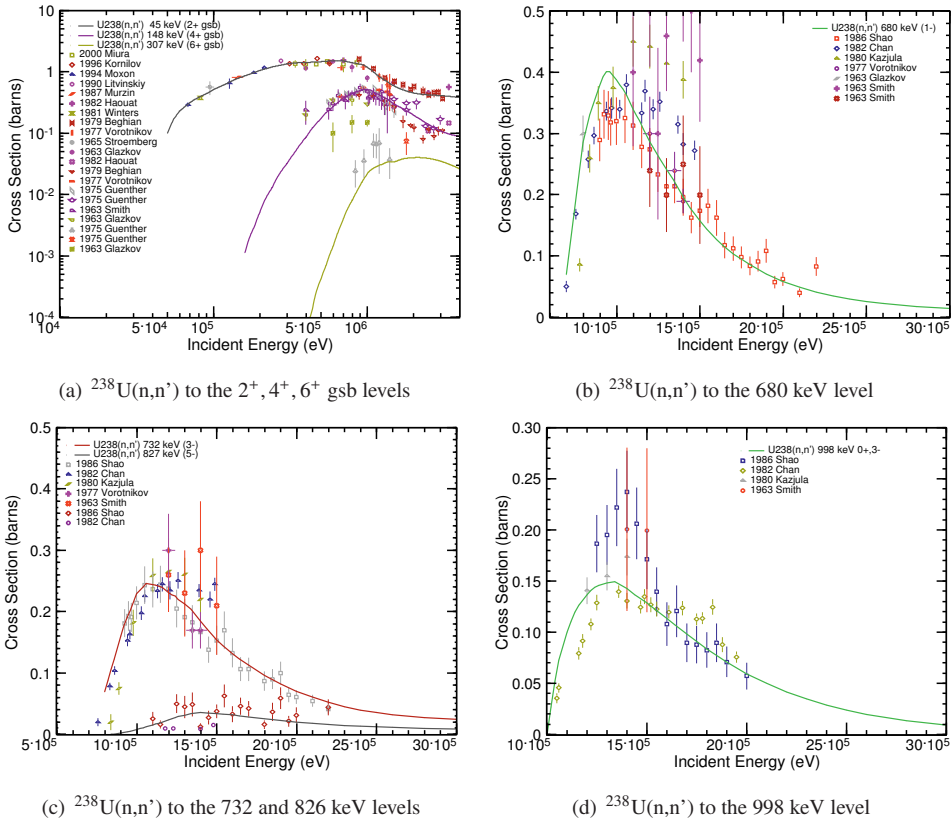 U238(n,n') 45 keV (2+ gsb)
U238(n,n') 148 keV (4+ gsb)
U238(n,n') 307 keV (6+ gsb)
2000 Miura
1996 Kornilov
1994 Moxon
1990 Litvinskiy
1987 Murzin
1982 Haouat
1981 Winters
1979 Beghian
1977 Vorotnikov
1965 Stroemberg
1963 Glazkov
1982 Haouat
1979 Beghian
1977 Vorotnikov
1975 Guenther
1975 Guenther
1963 Smith
1963 Glazkov
1975 Guenther
1975 Guenther
1963 Glazkov
Cross Section (barns)
10
1
10-1
10-2
10-3
10-4
10 4
5·10 4
10 5
5·10 5
10 6
Incident Energy (eV)
(a) 238U(n,n’) to the 2+, 4+, 6+ gsb levels
U238(n,n') 680 keV (1-)
1986 Shao
1982 Chan
1980 Kazjula
1977 Vorotnikov
1963 Glazkov
1963 Smith
1963 Smith
Cross Section (barns)
0.5
0.4
0.3
0.2
0.1
0
10·10 5
15·10 5
20·10 5
25·10 5
30·10 5
Incident Energy (eV)
(b) 238U(n,n’) to the 680 keV level
U238(n,n') 732 keV (3-)
U238(n,n') 827 keV (5-)
1986 Shao
1982 Chan
1980 Kazjula
1977 Vorotnikov
1963 Smith
1986 Shao
1982 Chan
Cross Section (barns)
0.5
0.4
0.3
0.2
0.1
0
5·10 5
10·10 5
15·10 5
20·10 5
25·10 5
30·10 5
Incident Energy (eV)
(c) 238U(n,n’) to the 732 and 826 keV levels
U238(n,n') 998 keV 0+,3-
1986 Shao
1982 Chan
1980 Kazjula
1963 Smith
Cross Section (barns)
0.30
0.25
0.20
0.15
0.10
0.05
0.00
10·10 5
15·10 5
20·10 5
25·10 5
30·10 5
Incident Energy (eV)
(d) 238U(n,n’) to the 998 keV level